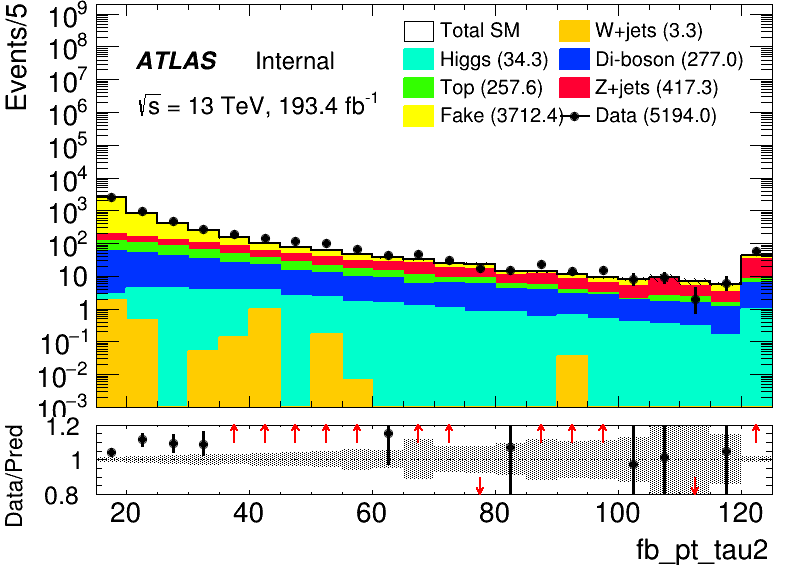 Events/5
10⁹
10⁸
10⁷
10⁶
10⁵
10⁴
10³
10²
10
1
10⁻¹
10⁻²
10⁻³
ATLAS Internal
√s = 13 TeV, 193.4 fb⁻¹
Total SM
W+jets (3.3)
Higgs (34.3)
Di-boson (277.0)
Top (257.6)
Z+jets (417.3)
Fake (3712.4)
Data (5194.0)
Data/Pred
1.2
1
0.8
20 40 60 80 100 120
fb_pt_tau2